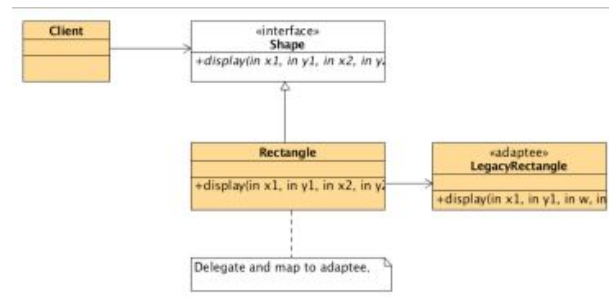 Client
«interface»
Shape
+display(in x1, in y1, in x2, in y
Rectangle
+display(in x1, in y1, in x2, in y2
«adaptee»
LegacyRectangle
+display(in x1, in y1, in w, in
Delegate and map to adaptee.